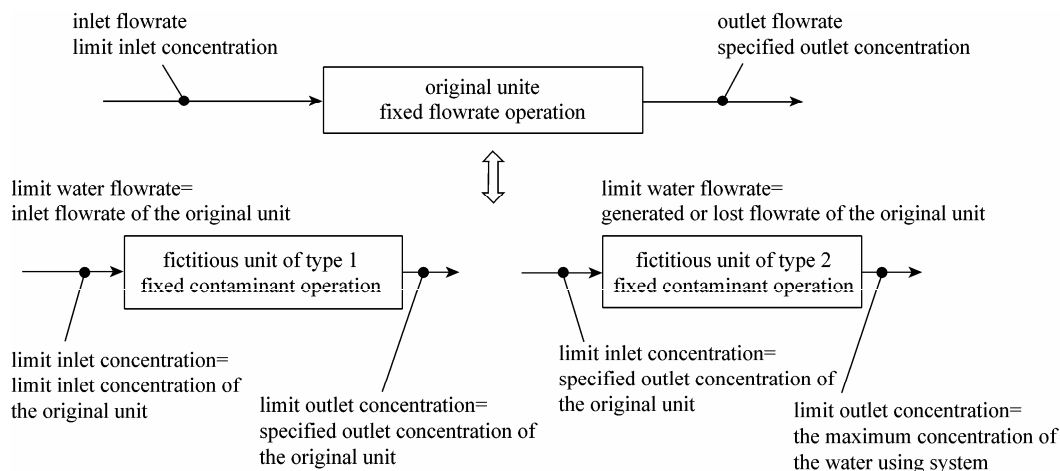 inlet flowrate
limit inlet concentration
outlet flowrate
specified outlet concentration
original unite
fixed flowrate operation
limit water flowrate=
inlet flowrate of the original unit
limit water flowrate=
generated or lost flowrate of the original unit
fictitious unit of type 1
fixed contaminant operation
fictitious unit of type 2
fixed contaminant operation
limit inlet concentration=
limit inlet concentration of
the original unit
limit outlet concentration=
specified outlet concentration of
the original unit
limit inlet concentration=
specified outlet concentration of
the original unit
limit outlet concentration=
the maximum concentration of
the water using system